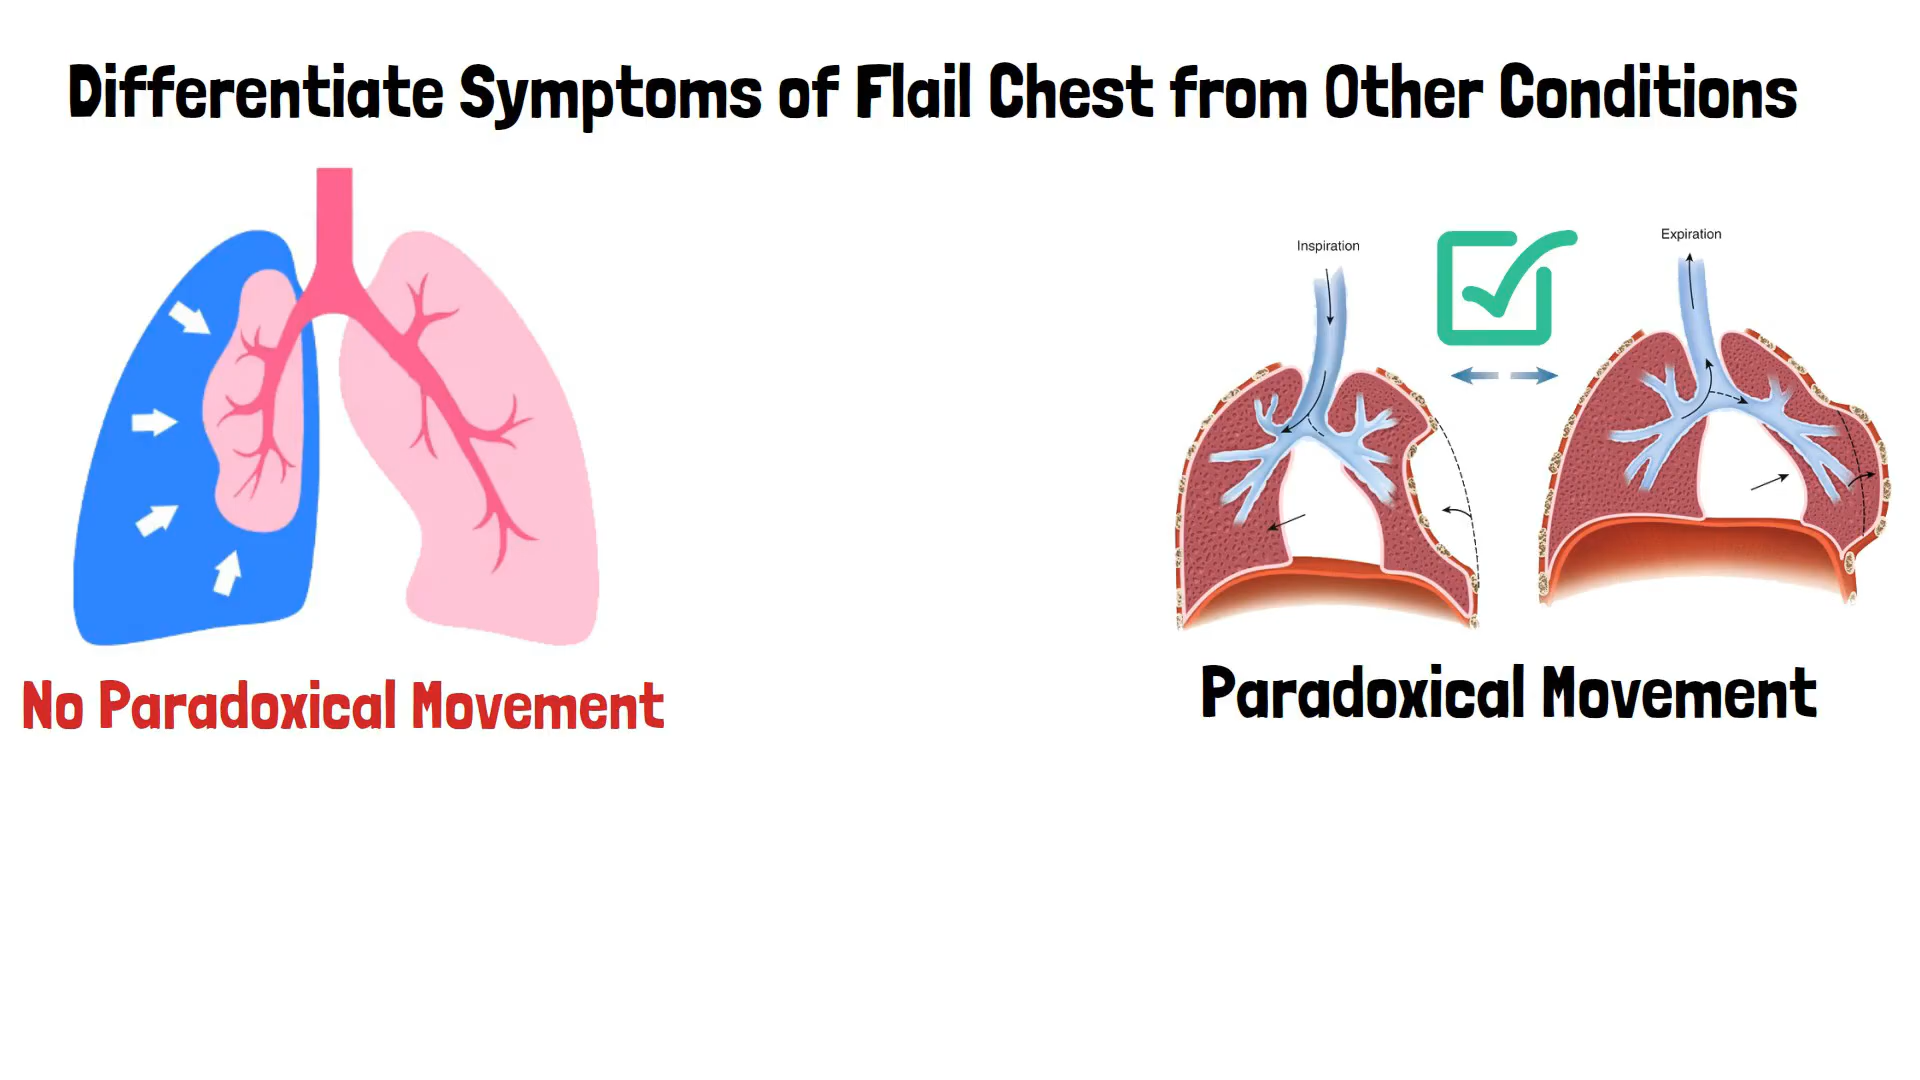 Differentiate Symptoms of Flail Chest from Other Conditions
Inspiration
Expiration
No Paradoxical Movement
Paradoxical Movement